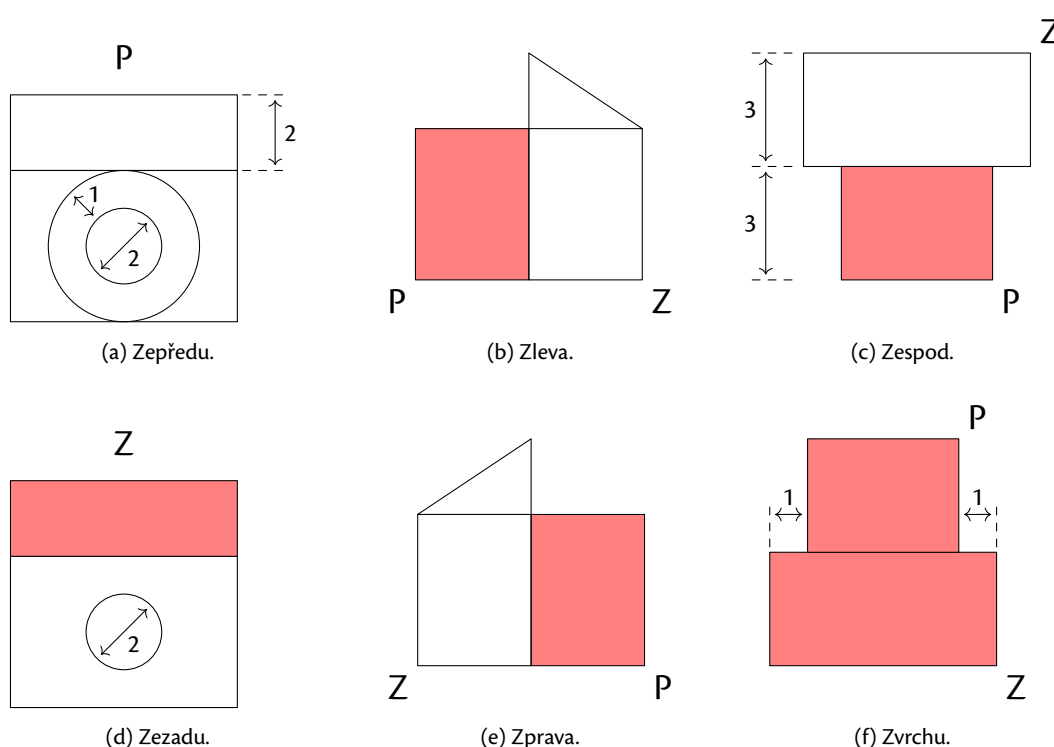 P
2
1
2
(a) Zepředu.
P
Z
(b) Zleva.
Z
3
3
P
(c) Zespod.
Z
2
(d) Zezadu.
Z
P
(e) Zprava.
P
1
1
Z
(f) Zvrchu.